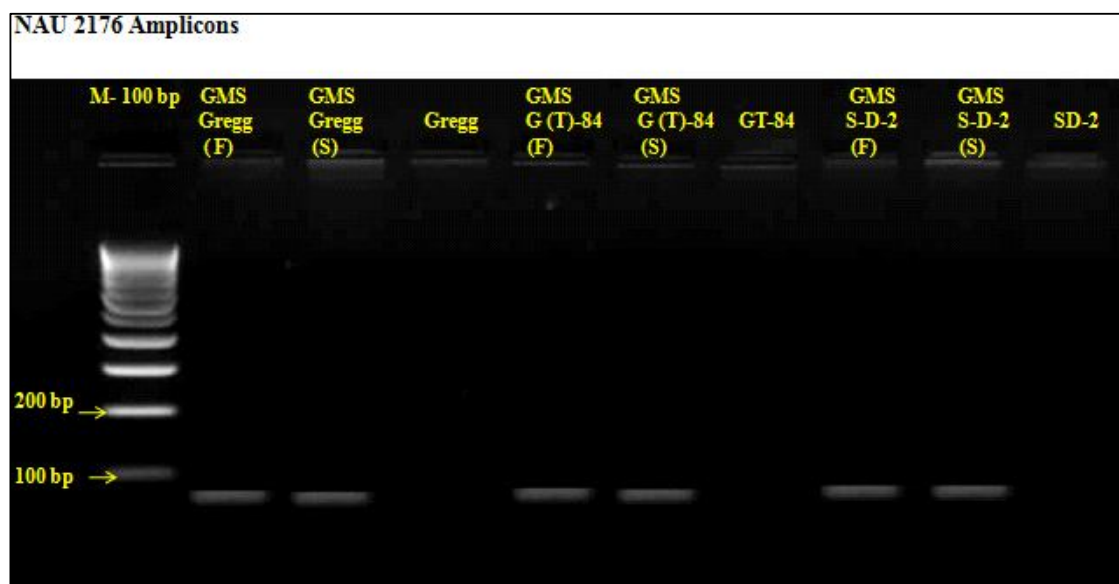 NAU 2176 Amplicons
M- 100 bp
GMS
Gregg
(F)
GMS
Gregg
(S)
Gregg
GMS
G (T)-84
(F)
GMS
G (T)-84
(S)
GT-84
GMS
S-D-2
(F)
GMS
S-D-2
(S)
SD-2
200 bp
100 bp